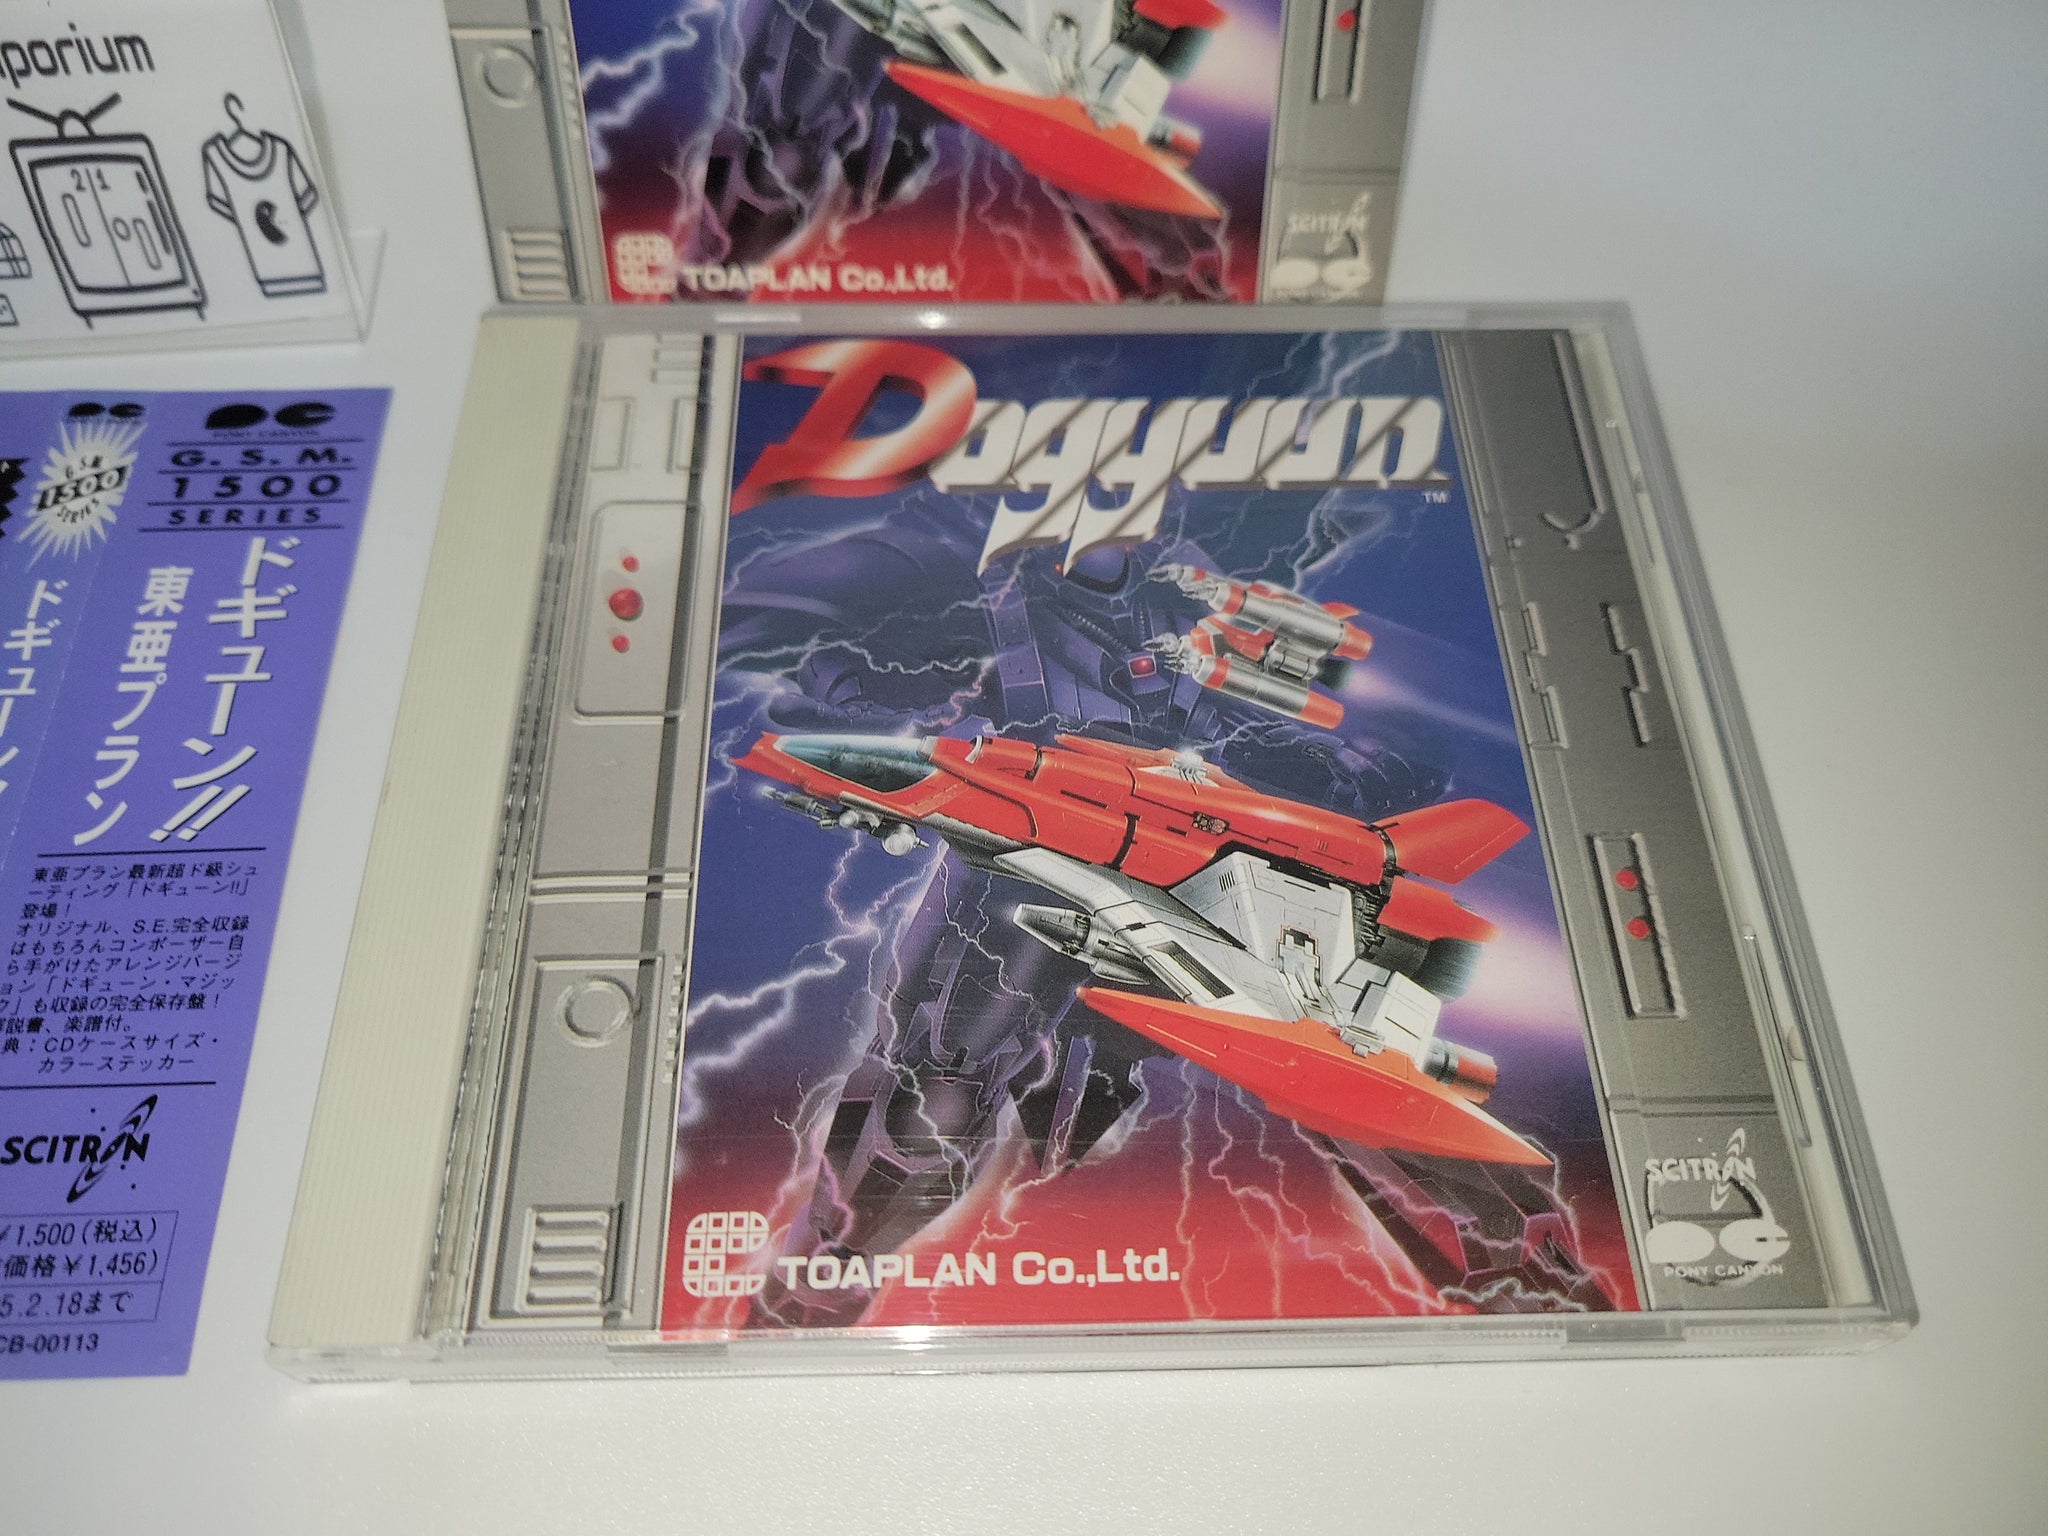 porium
21
SCITRON
PONY CANYON
TOAPLAN Co.,Ltd.
G.S.M.
1500
SERIES
ドギューン
PONY CANYON
G. S. M.
1500
SERIES
ドギューン!!
東亜プラン
東亜プラン最新超ド級シュ
ーティング「ドギューン!!」
登場!
オリジナル、S.E.完全収録
はもちろんコンポーザー自
ら手がけたアレンジバージ
ョン「ドギューン・マジッ
ク」も収録の完全保存盤!
解説書、楽譜付。
典:CDケースサイズ・
カラーステッカー
SCITRON
¥1,500(税込)
価格¥1,456)
5.2.18まで
CB-00113
Dogyuun
TM
TOAPLAN Co.,Ltd.
SCITRON
PONY CANYON